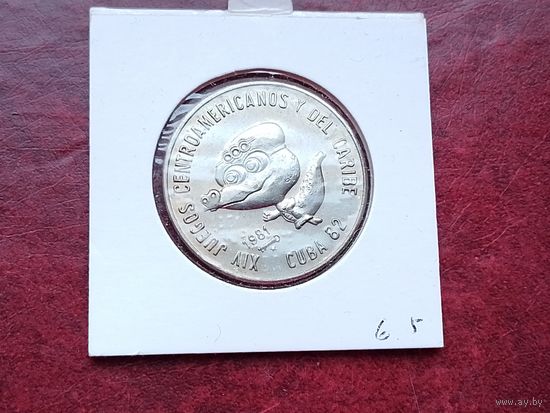 XIV JUEGOS CENTROAMERICANOS Y DEL CARIBE
CUBA 82
1981
6.5
www.ay.by